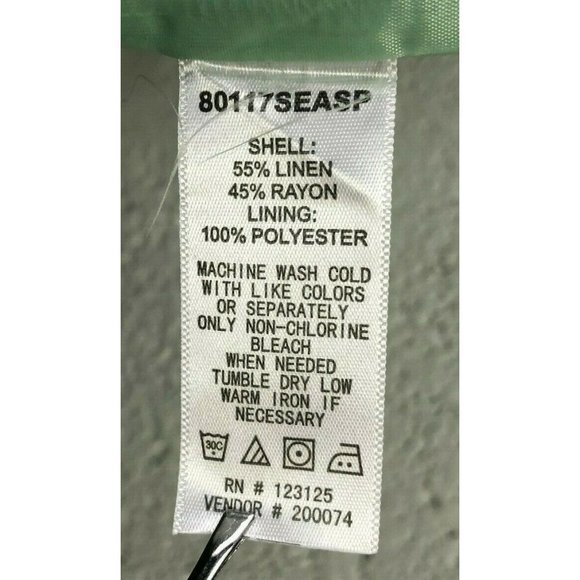 80117SEASP
SHELL:
55% LINEN
45% RAYON
LINING:
100% POLYESTER
MACHINE WASH COLD
WITH LIKE COLORS
OR SEPARATELY
ONLY NON-CHLORINE
BLEACH
WHEN NEEDED
TUMBLE DRY LOW
WARM IRON IF
NECESSARY
30C
RN # 123125
VENDOR # 200074